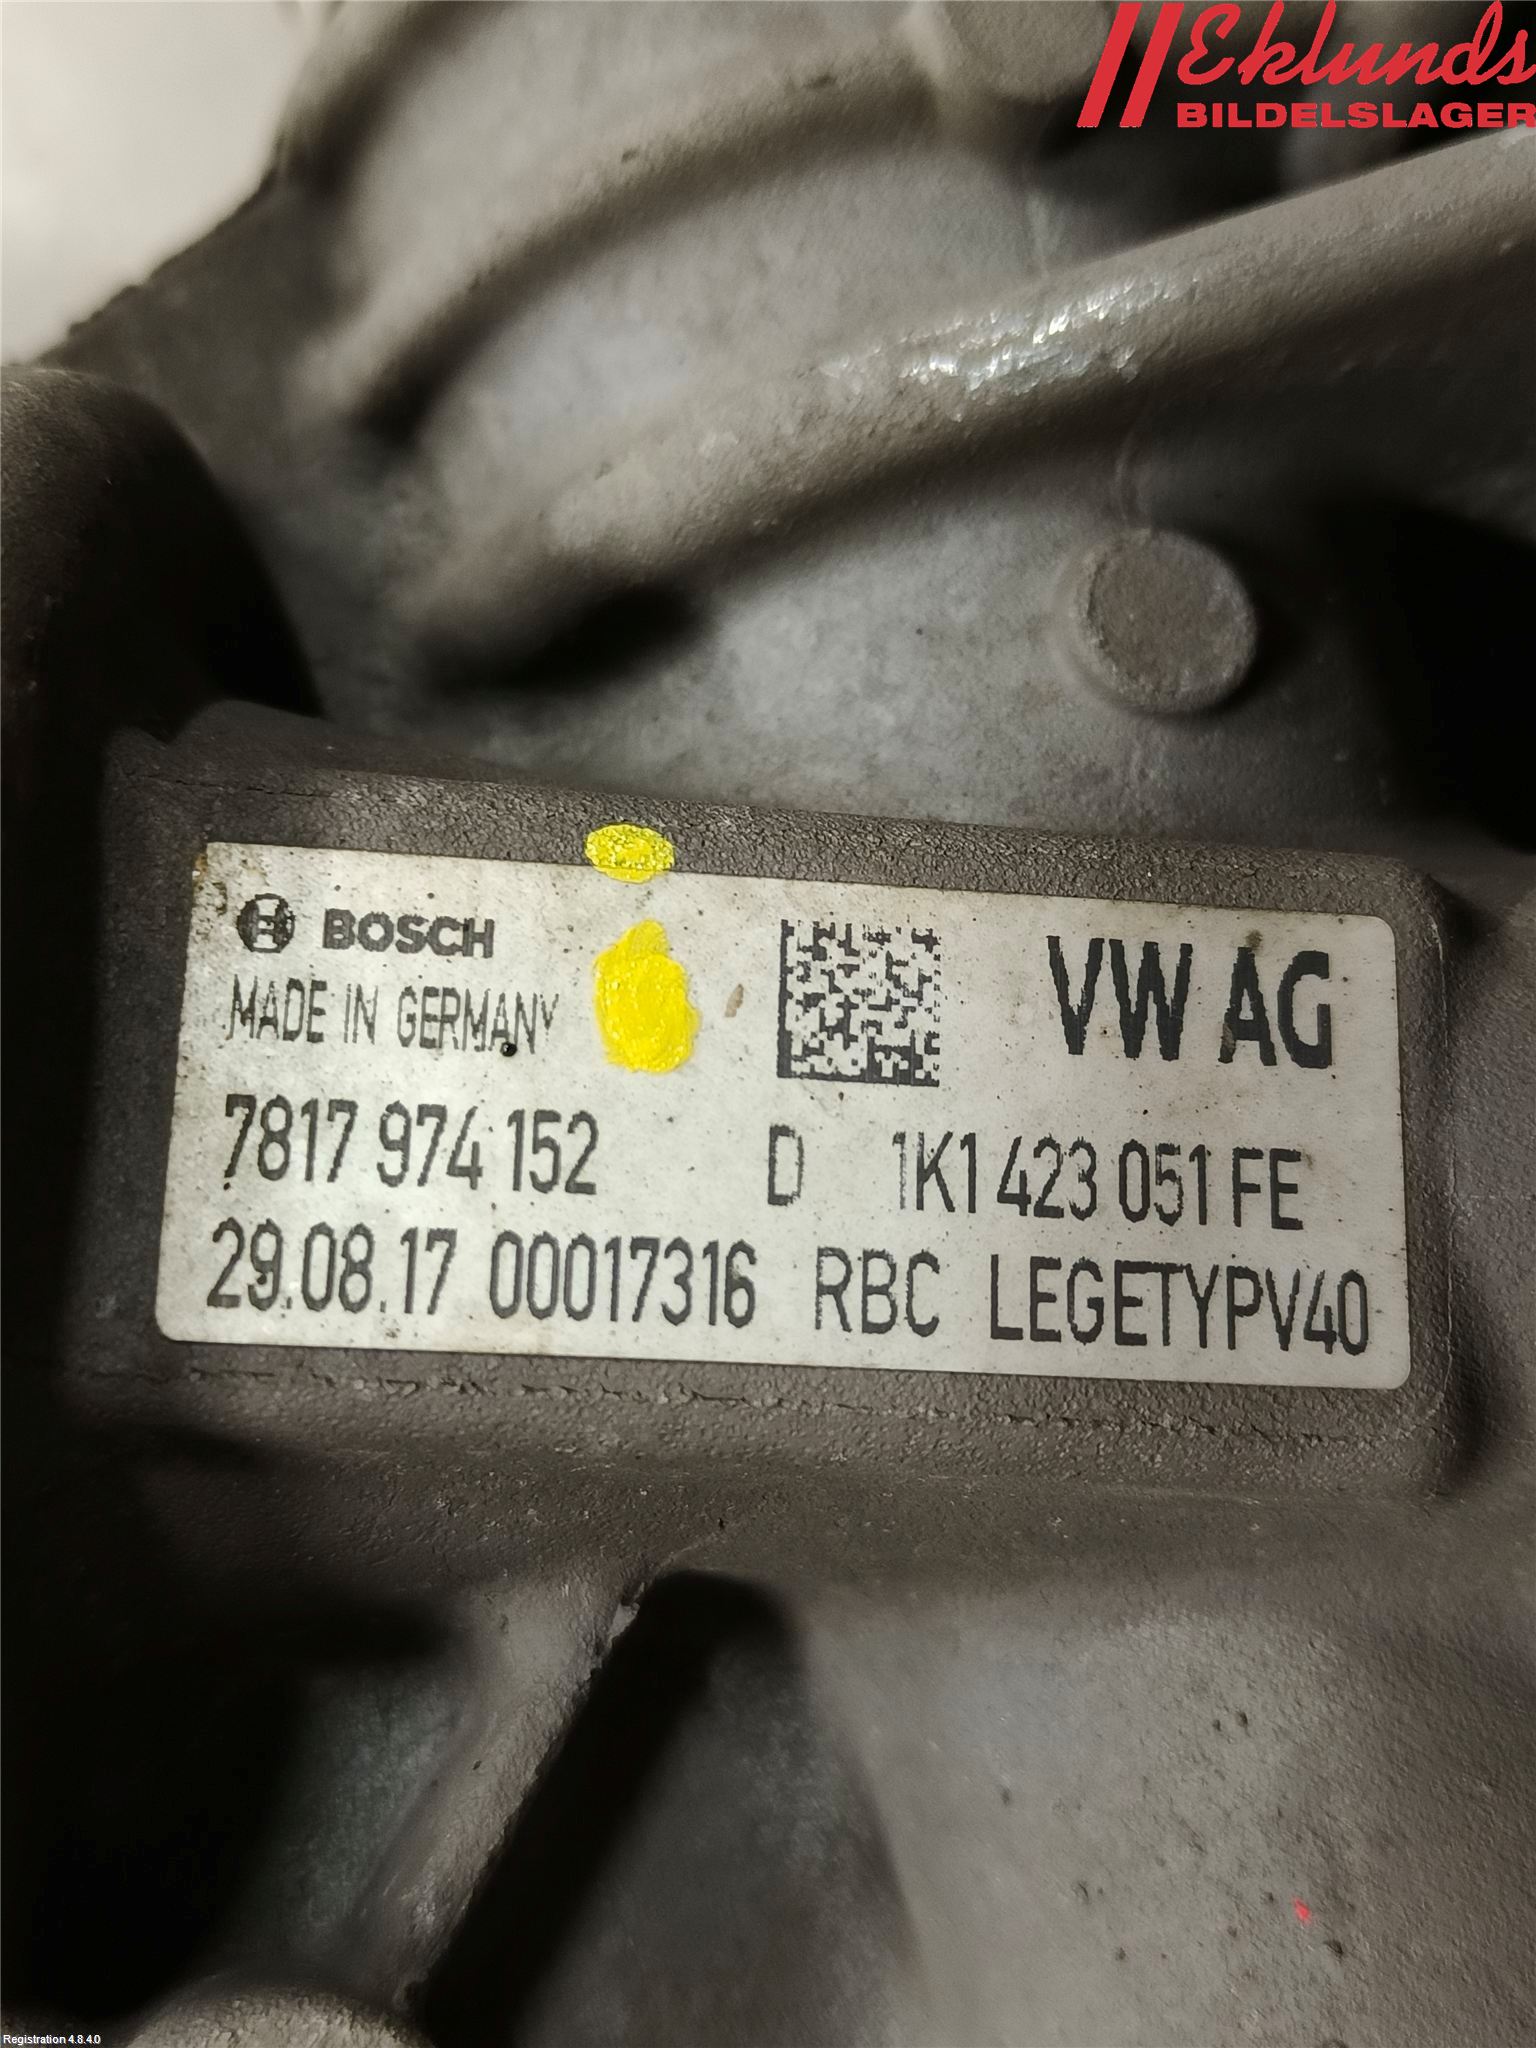 Eklunds
BILDELSLAGER
BOSCH
MADE IN GERMANY
VW AG
7817 974 152 D 1K1 423 051 FE
29.08.17 00017316 RBC LEGETYPV40
Registration 4.8.4.0